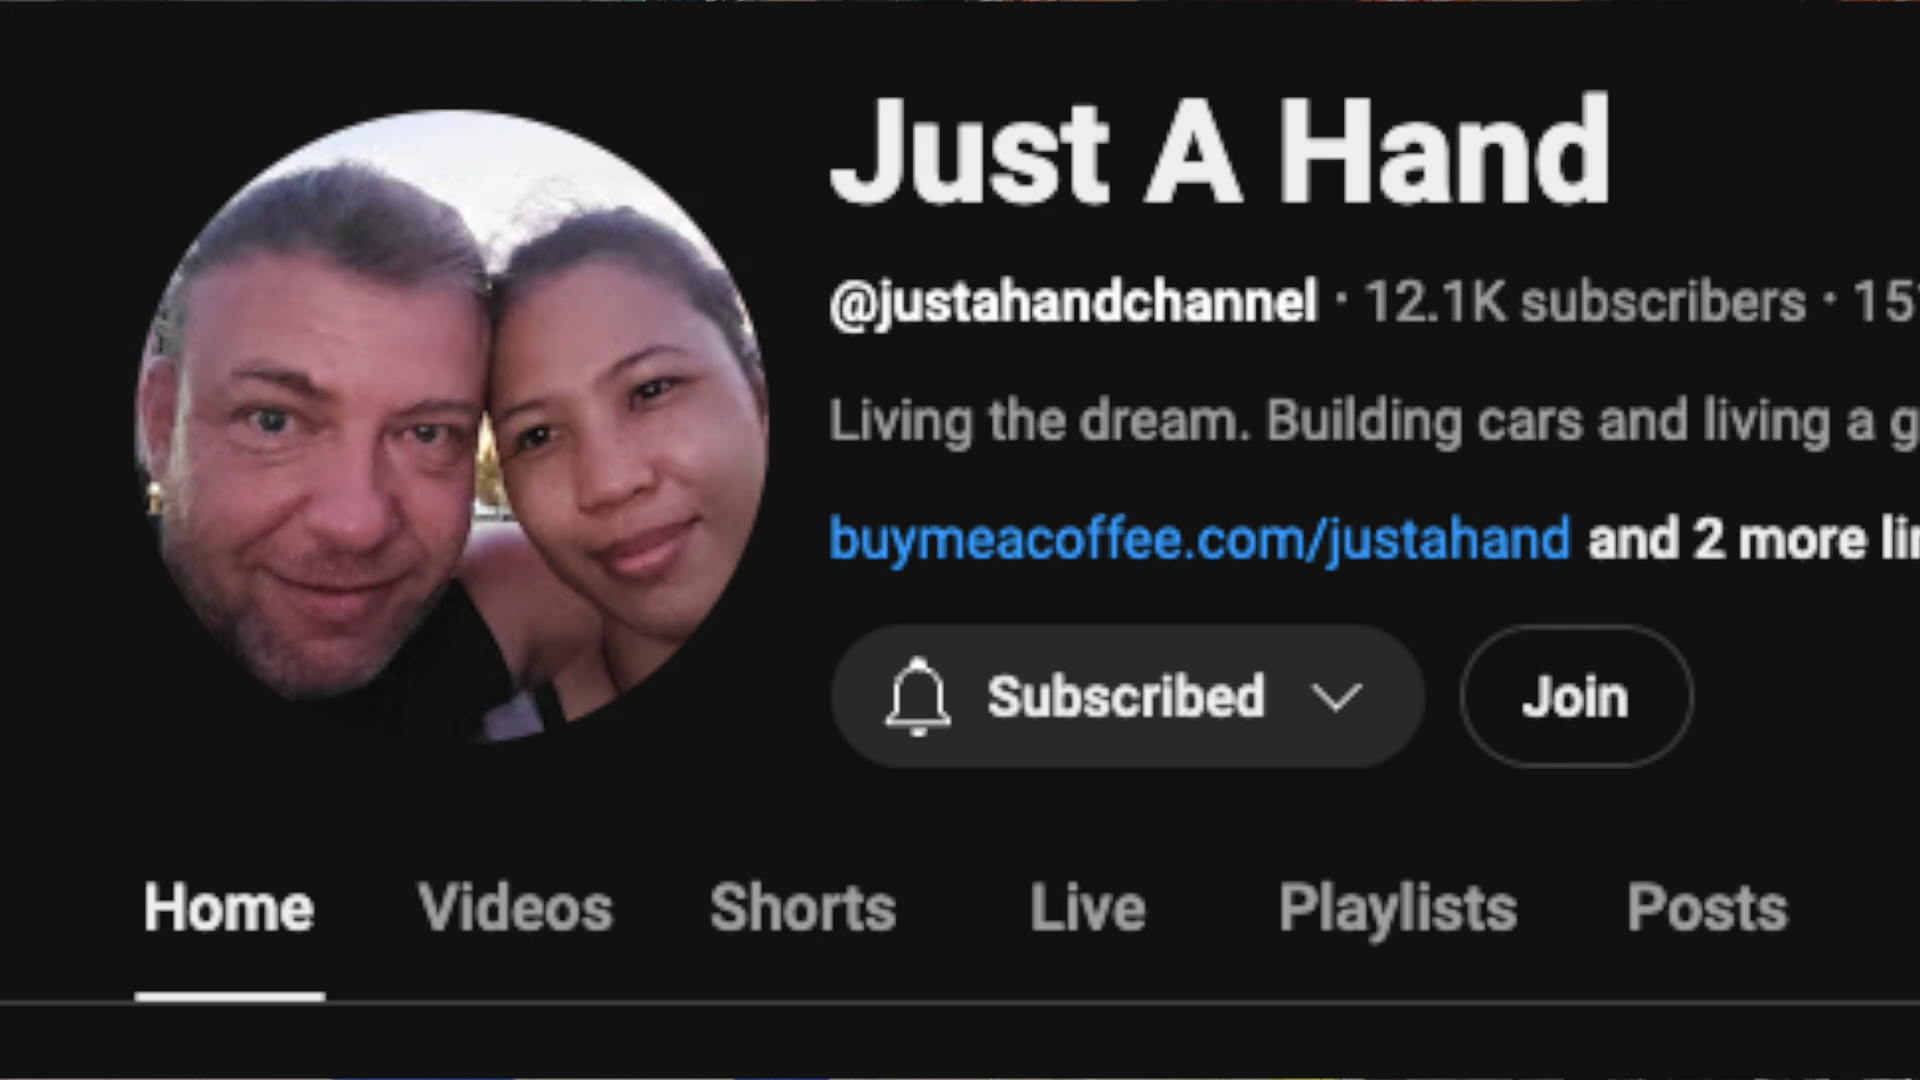 Just A Hand
@justahandchannel · 12.1K subscribers ·
Living the dream. Building cars and living a
buymeacoffee.com/justahand and 2 more
Subscribed
Join
Home Videos Shorts Live Playlists Posts